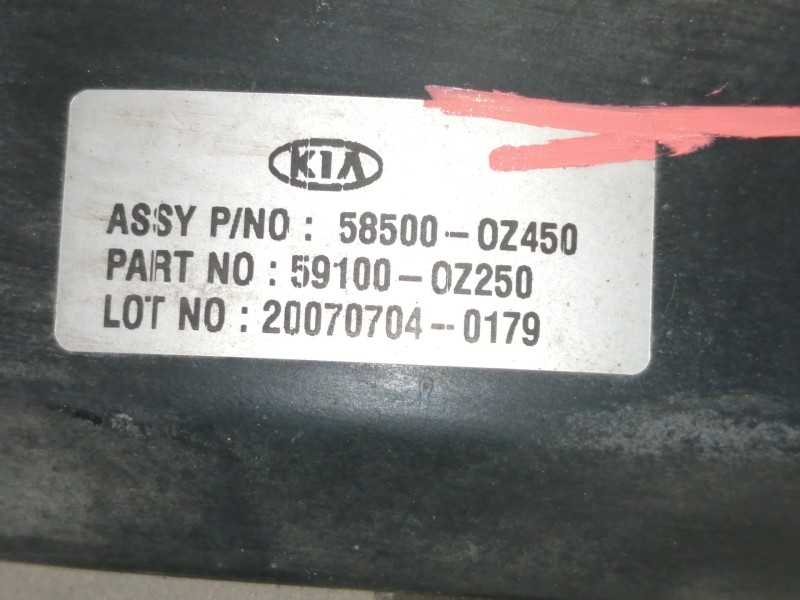 KIA
ASSY P/NO : 58500-0Z450
PART NO : 59100-0Z250
LOT NO : 20070704-0179